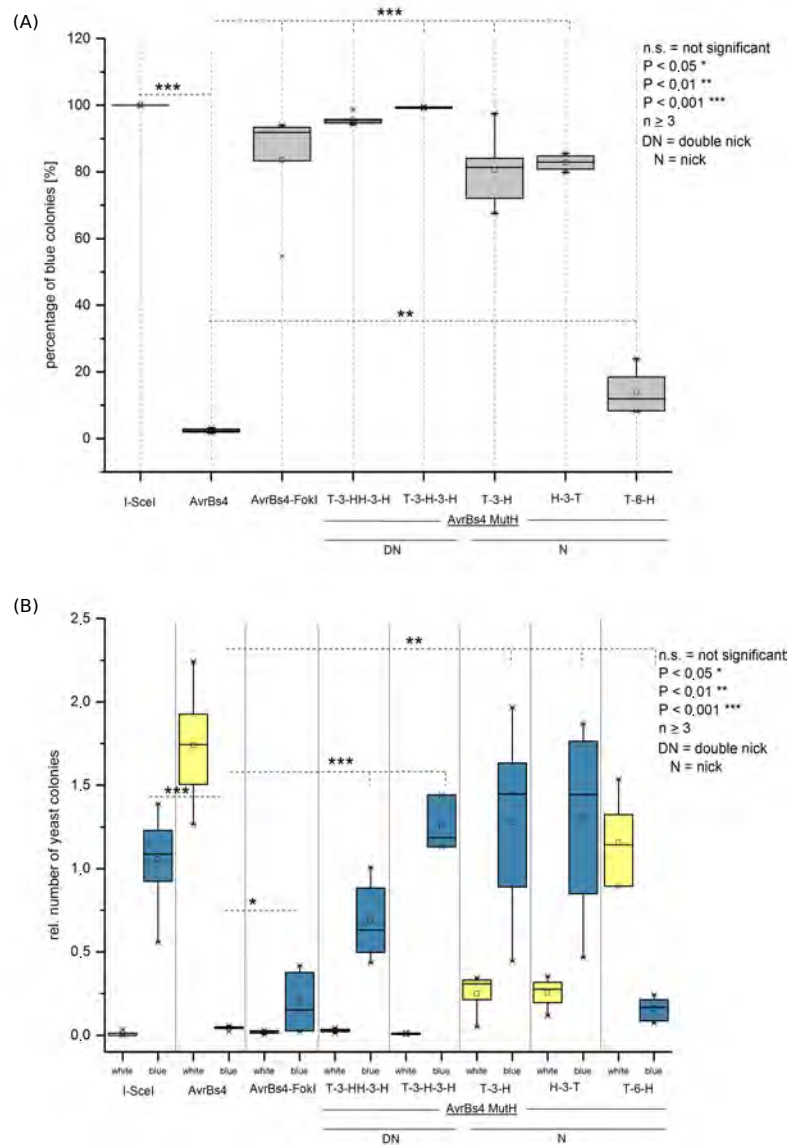 (A)
***
n.s. = not significant
P < 0.05 *
P < 0.01 **
P < 0.001 ***
n ≥ 3
DN = double nick
N = nick
120
100
80
60
40
20
0
percentage of blue colonies [%]
***
**
I-SceI
AvrBs4
AvrBs4-FokI
T-3-HH-3-H
T-3-H-3-H
T-3-H
H-3-T
T-6-H
AvrBs4 MutH
DN
N
(B)
**
n.s. = not significant
P < 0.05 *
P < 0.01 **
P < 0.001 ***
n ≥ 3
DN = double nick
N = nick
2.5
2.0
1.5
1.0
0.5
0.0
rel. number of yeast colonies
***
***
*
white blue white blue white blue white blue white blue white blue white blue white blue
I-SceI
AvrBs4
AvrBs4-FokI
T-3-HH-3-H
T-3-H-3-H
T-3-H
H-3-T
T-6-H
AvrBs4 MutH
DN
N